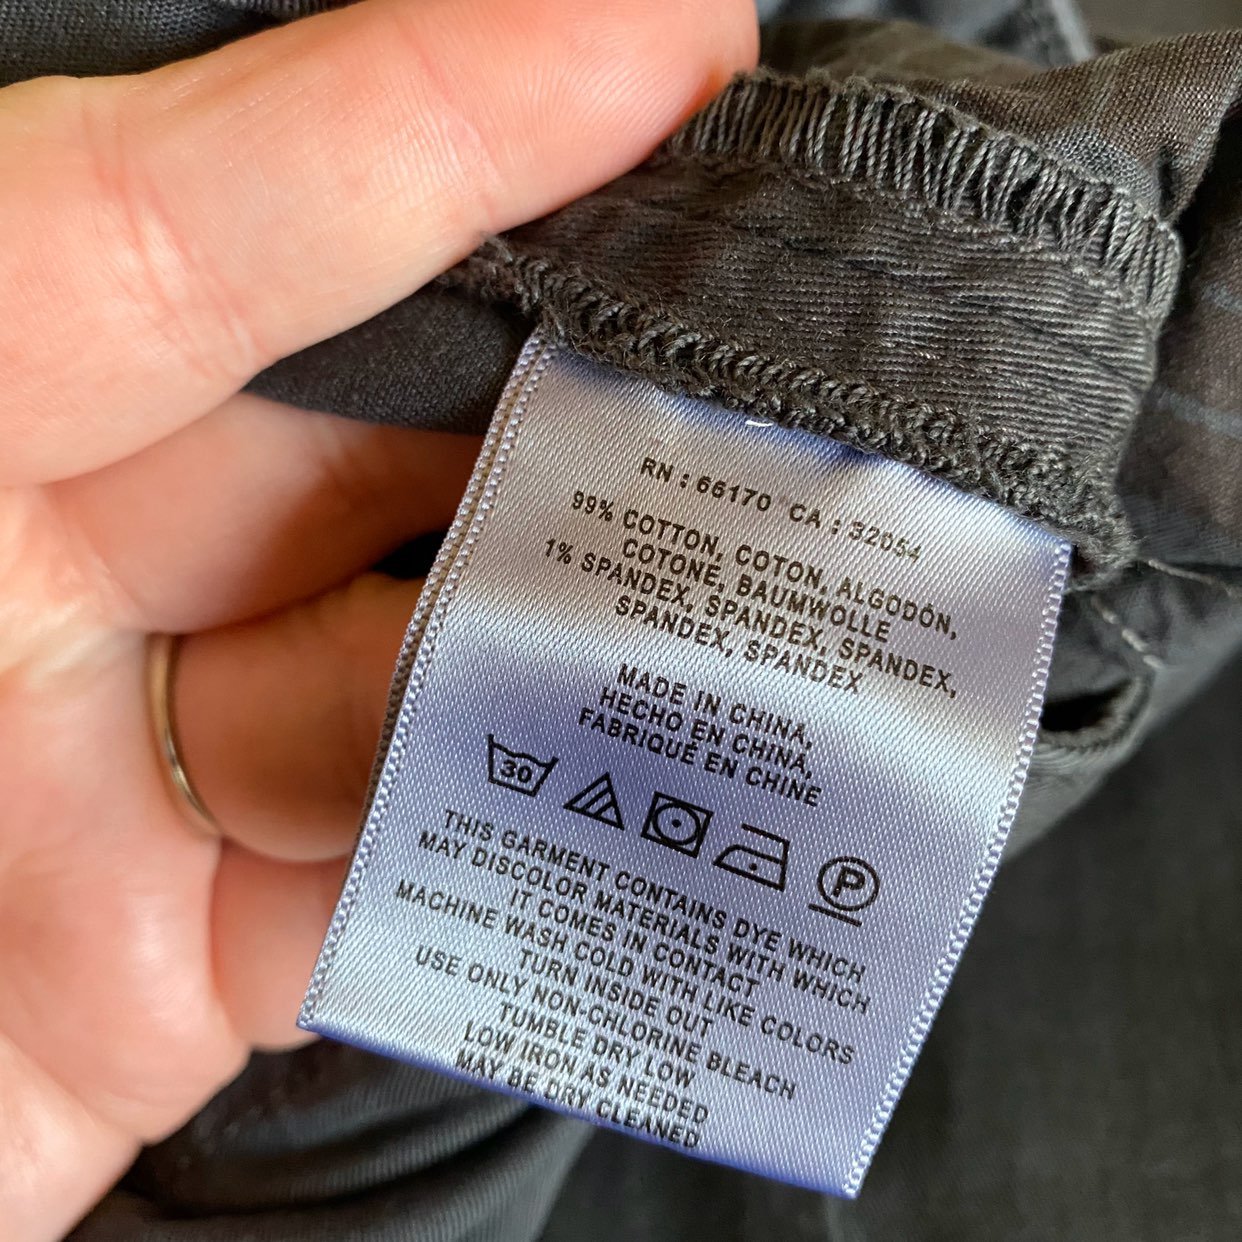 RN : 66170 CA : 32054
99% COTTON, COTON, ALGODÓN,
COTONE, BAUMWOLLE
1% SPANDEX, SPANDEX, SPANDEX,
SPANDEX, SPANDEX
MADE IN CHINA,
HECHO EN CHINA,
FABRIQUÉ EN CHINE
30
P
THIS GARMENT CONTAINS DYE WHICH
MAY DISCOLOR MATERIALS WITH WHICH
IT COMES IN CONTACT
MACHINE WASH COLD WITH LIKE COLORS
TURN INSIDE OUT
USE ONLY NON-CHLORINE BLEACH
TUMBLE DRY LOW
LOW IRON AS NEEDED
MAY BE DRY CLEANED